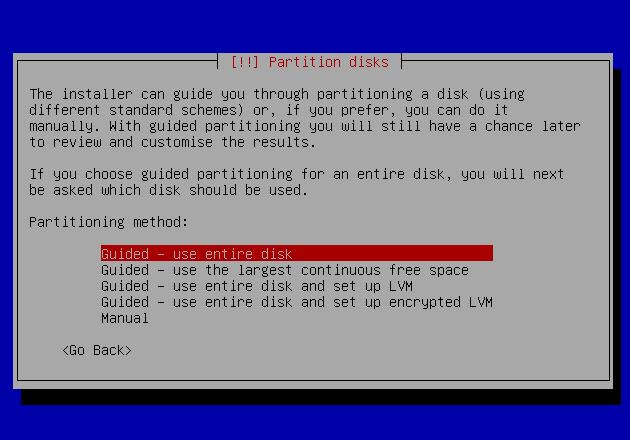 [!!] Partition disks
The installer can guide you through partitioning a disk (using
different standard schemes) or, if you prefer, you can do it
manually. With guided partitioning you will still have a chance later
to review and customise the results.
If you choose guided partitioning for an entire disk, you will next
be asked which disk should be used.
Partitioning method:
Guided - use entire disk
Guided - use the largest continuous free space
Guided - use entire disk and set up LVM
Guided - use entire disk and set up encrypted LVM
Manual
<Go Back>